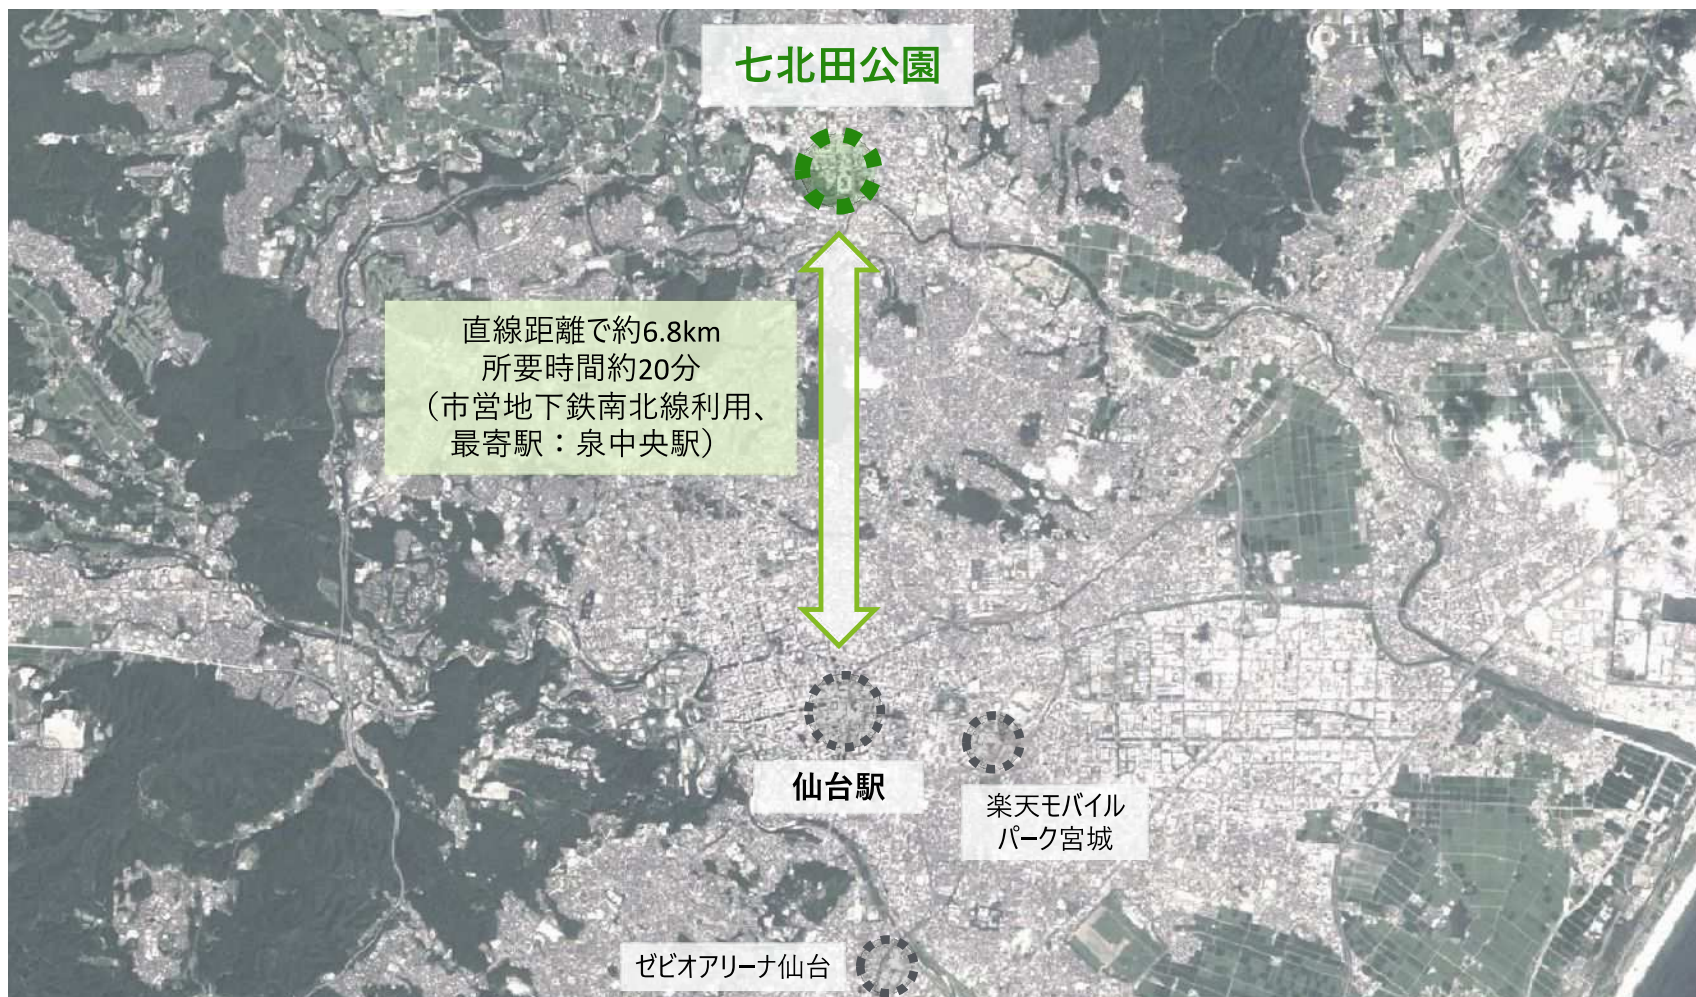 七北田公園
直線距離で約6.8km
所要時間約20分
（市営地下鉄南北線利用、
最寄駅：泉中央駅）
仙台駅
楽天モバイル
パーク宮城
ゼビオアリーナ仙台